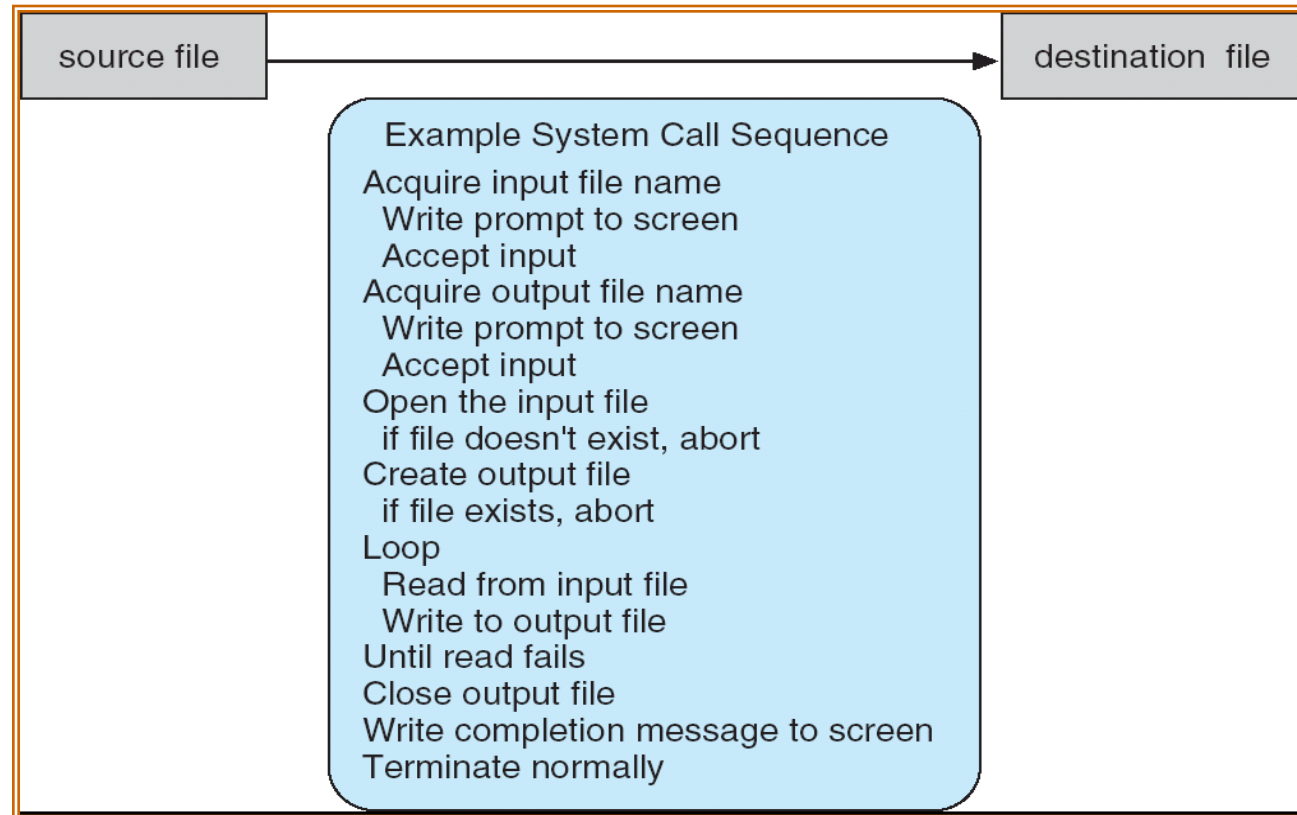 source file
destination file
Example System Call Sequence
Acquire input file name
Write prompt to screen
Accept input
Acquire output file name
Write prompt to screen
Accept input
Open the input file
if file doesn't exist, abort
Create output file
if file exists, abort
Loop
Read from input file
Write to output file
Until read fails
Close output file
Write completion message to screen
Terminate normally